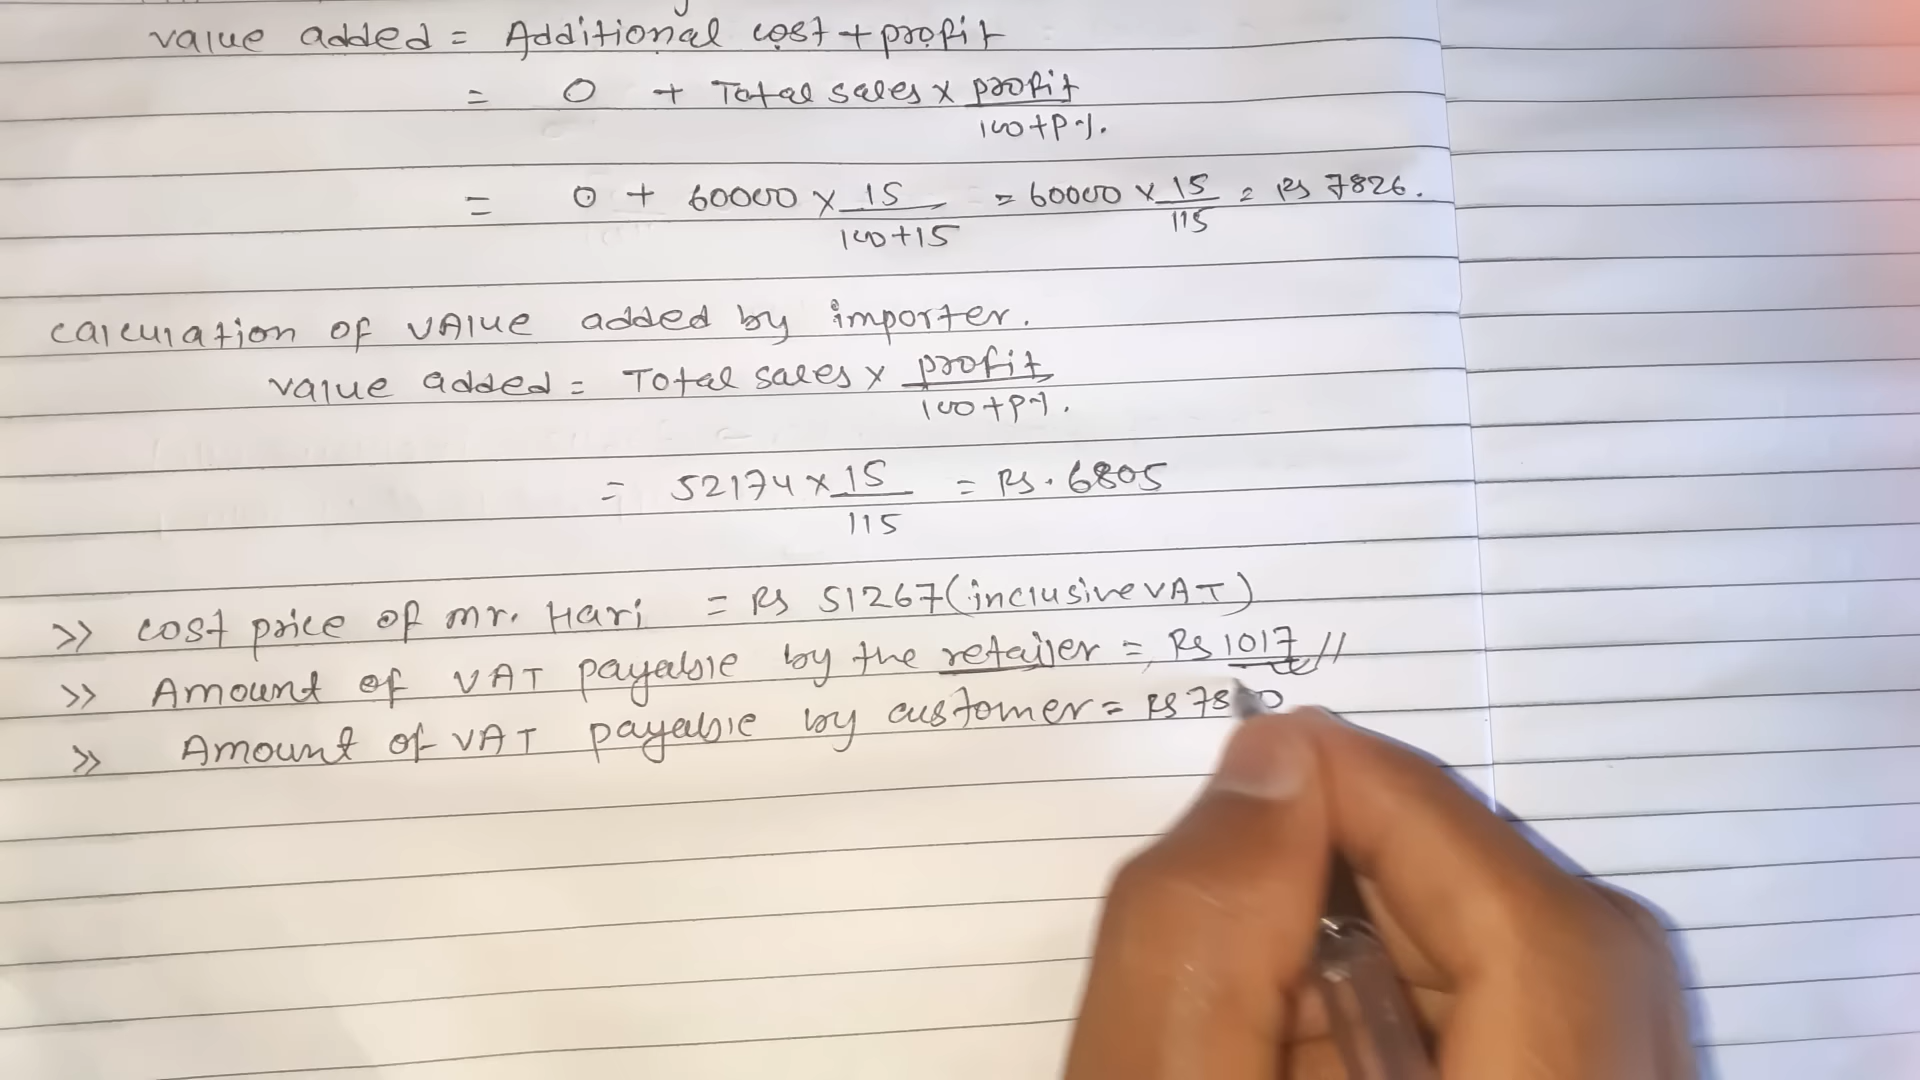 value added = Additional cost + profit
= 0 + Total sales × profit / 100+P%.
= 0 + 60000 × 15 / 100+15 = 60000 × 15 / 115 = Rs 7826.
calculation of value added by importer.
value added = Total sales × profit / 100+P%.
= 52174 × 15 / 115 = Rs. 6805
>> cost price of mr. Hari = Rs 51267 (inclusive VAT)
>> Amount of VAT payable by the retailer = Rs 1017 //
>> Amount of VAT payable by customer = Rs